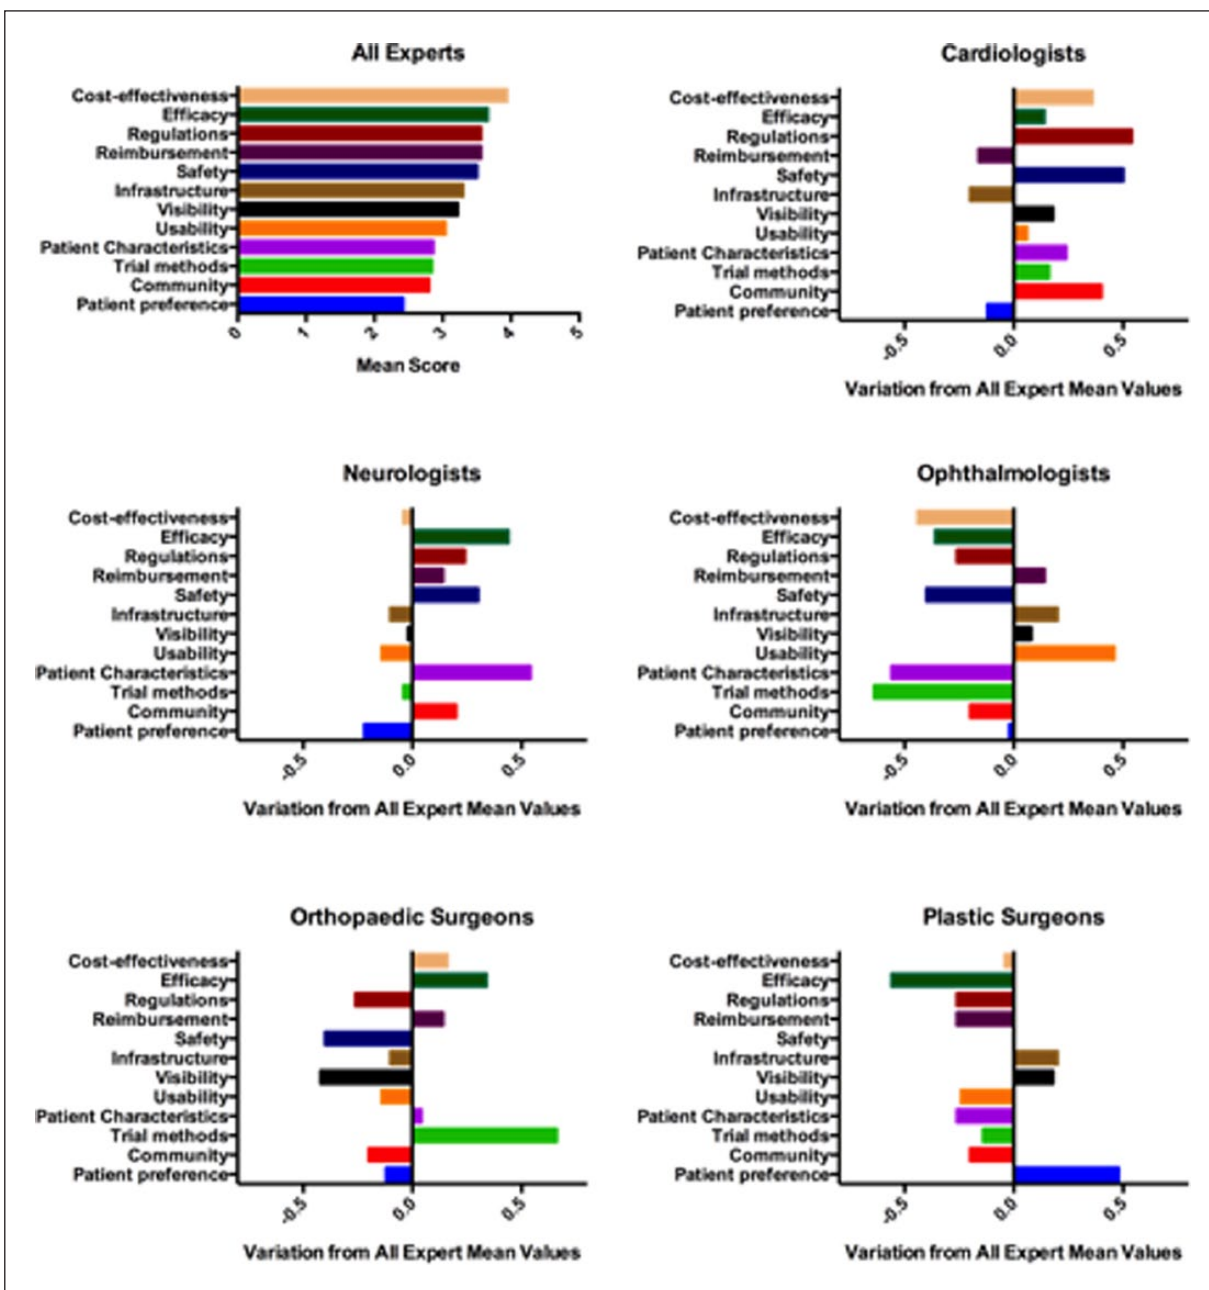 All Experts
Cost-effectiveness
Efficacy
Regulations
Reimbursement
Safety
Infrastructure
Visibility
Usability
Patient Characteristics
Trial methods
Community
Patient preference
0 1 2 3 4 5
Mean Score
Cardiologists
Cost-effectiveness
Efficacy
Regulations
Reimbursement
Safety
Infrastructure
Visibility
Usability
Patient Characteristics
Trial methods
Community
Patient preference
-0.5 0.0 0.5
Variation from All Expert Mean Values
Neurologists
Cost-effectiveness
Efficacy
Regulations
Reimbursement
Safety
Infrastructure
Visibility
Usability
Patient Characteristics
Trial methods
Community
Patient preference
-0.5 0.0 0.5
Variation from All Expert Mean Values
Ophthalmologists
Cost-effectiveness
Efficacy
Regulations
Reimbursement
Safety
Infrastructure
Visibility
Usability
Patient Characteristics
Trial methods
Community
Patient preference
-0.5 0.0 0.5
Variation from All Expert Mean Values
Orthopaedic Surgeons
Cost-effectiveness
Efficacy
Regulations
Reimbursement
Safety
Infrastructure
Visibility
Usability
Patient Characteristics
Trial methods
Community
Patient preference
-0.5 0.0 0.5
Variation from All Expert Mean Values
Plastic Surgeons
Cost-effectiveness
Efficacy
Regulations
Reimbursement
Safety
Infrastructure
Visibility
Usability
Patient Characteristics
Trial methods
Community
Patient preference
-0.5 0.0 0.5
Variation from All Expert Mean Values